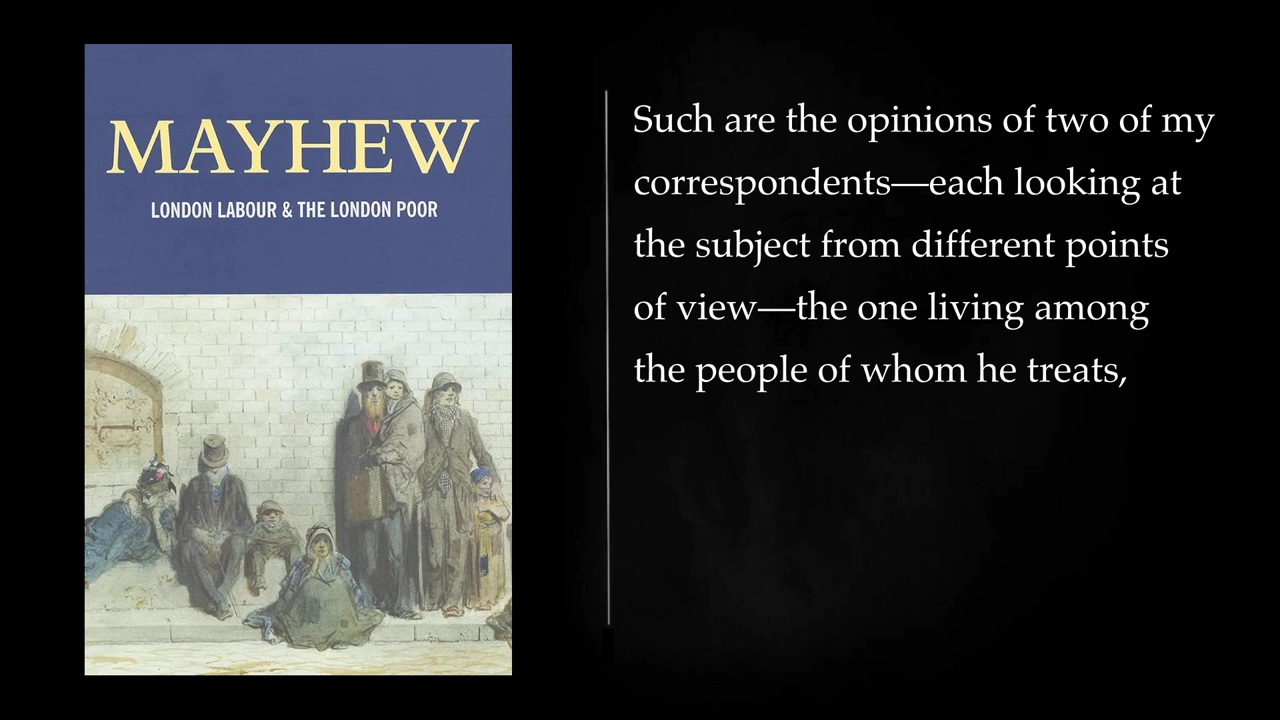 MAYHEW
LONDON LABOUR & THE LONDON POOR
Such are the opinions of two of my
correspondents—each looking at
the subject from different points
of view—the one living among
the people of whom he treats,